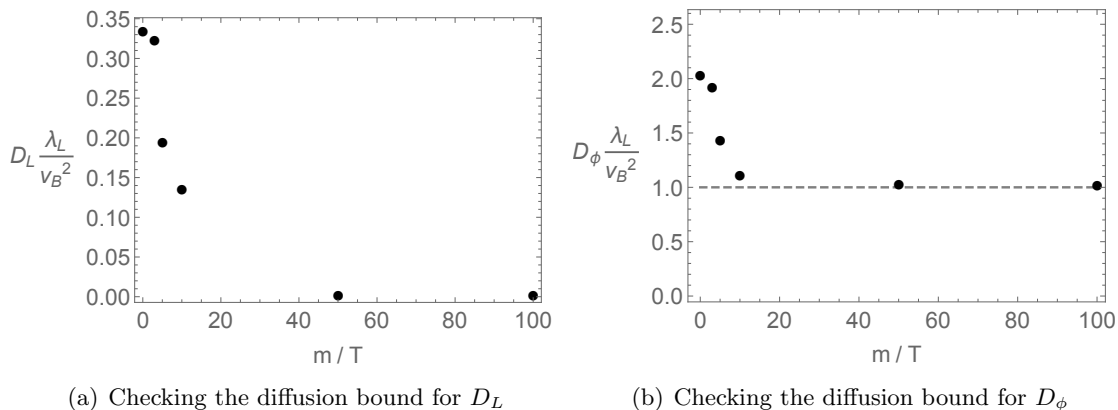 0.35
0.30
0.25
0.20
0.15
0.10
0.05
0.00
D_L λ_L / v_B^2
0 20 40 60 80 100
m / T
(a) Checking the diffusion bound for D_L
2.5
2.0
1.5
1.0
0.5
0.0
D_ϕ λ_L / v_B^2
0 20 40 60 80 100
m / T
(b) Checking the diffusion bound for D_ϕ